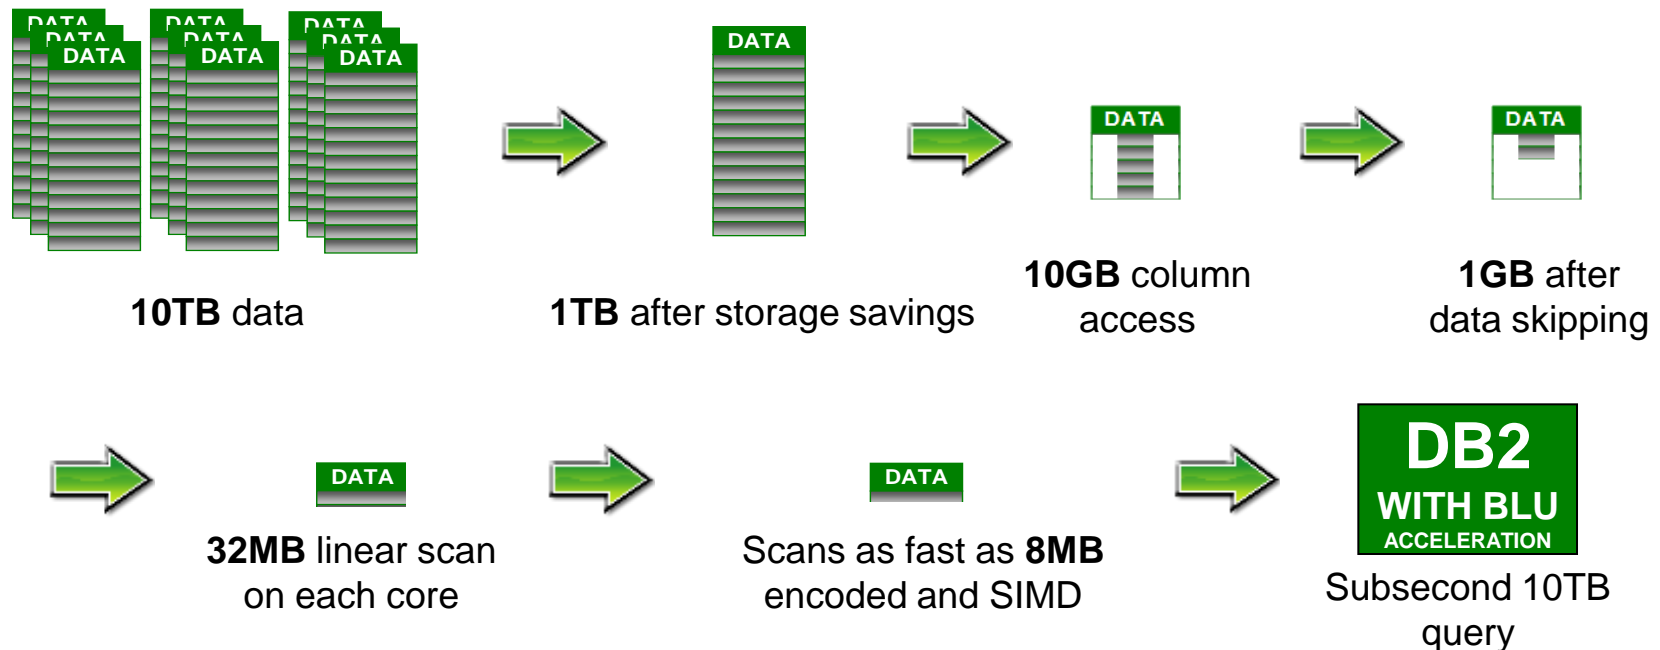 DATA DATA DATA
DATA DATA DATA
DATA DATA DATA
DATA
DATA
DATA
10TB data
1TB after storage savings
10GB column
access
1GB after
data skipping
DATA
32MB linear scan
on each core
DATA
Scans as fast as 8MB
encoded and SIMD
DB2
WITH BLU
ACCELERATION
Subsecond 10TB
query